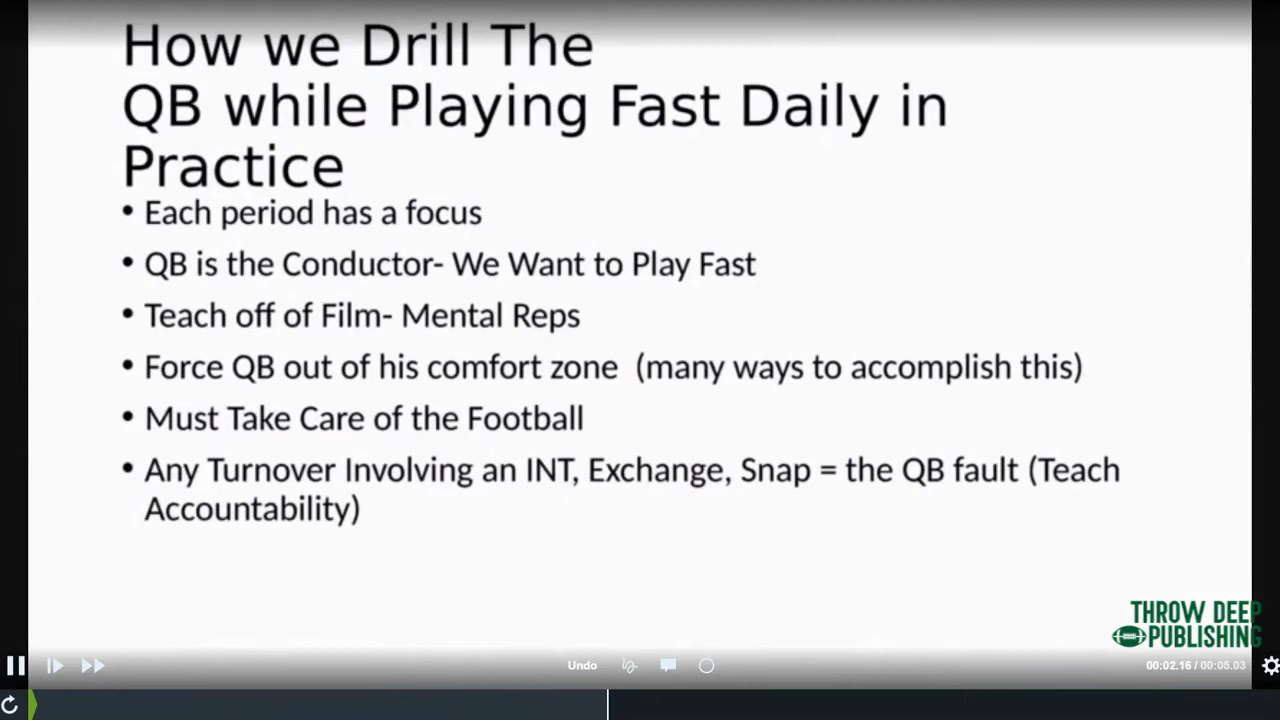 How we Drill The
QB while Playing Fast Daily in
Practice
• Each period has a focus
• QB is the Conductor- We Want to Play Fast
• Teach off of Film- Mental Reps
• Force QB out of his comfort zone  (many ways to accomplish this)
• Must Take Care of the Football
• Any Turnover Involving an INT, Exchange, Snap = the QB fault (Teach
Accountability)
THROW DEEP
PUBLISHING
Undo
00:02.16 / 00:05.03